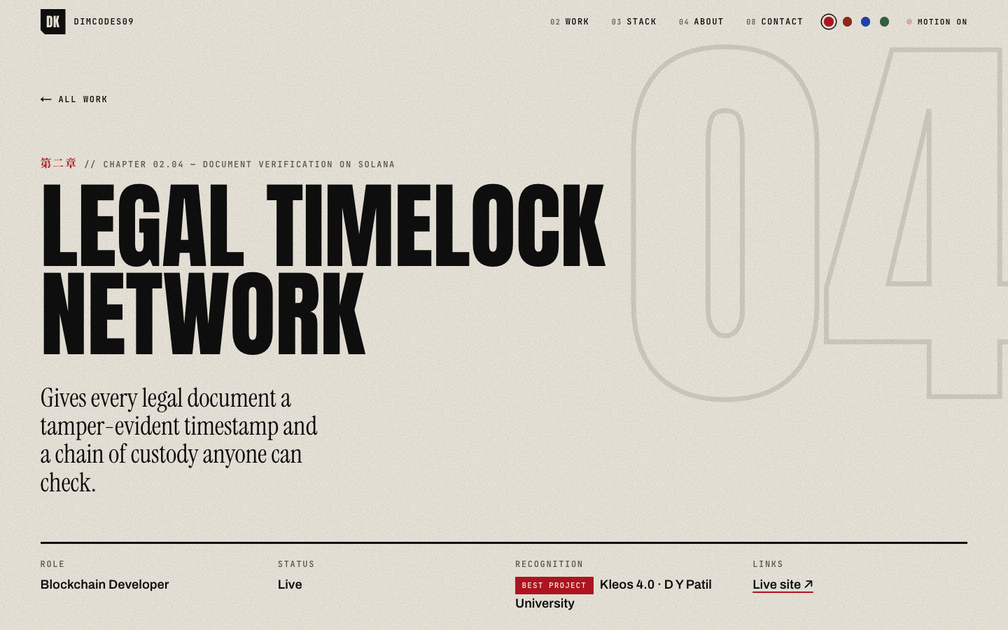 DK DIMCODES09
02 WORK 03 STACK 04 ABOUT 08 CONTACT MOTION ON
04
← ALL WORK
第二章 // CHAPTER 02.04 — DOCUMENT VERIFICATION ON SOLANA
LEGAL TIMELOCK
NETWORK
Gives every legal document a
tamper-evident timestamp and
a chain of custody anyone can
check.
ROLE
Blockchain Developer
STATUS
Live
RECOGNITION
BEST PROJECT Kleos 4.0 · D Y Patil
University
LINKS
Live site ↗